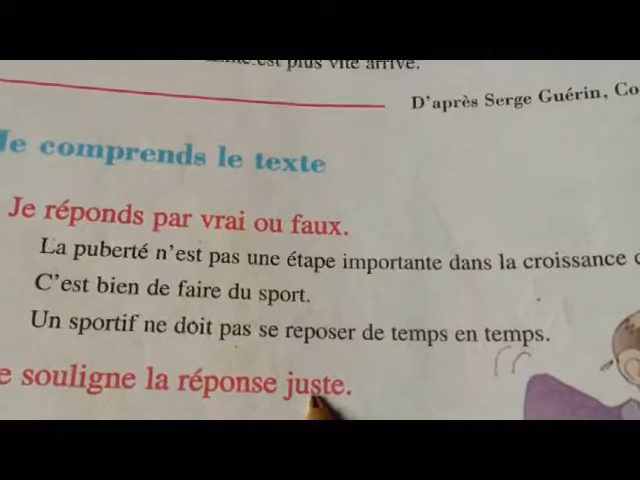 est plus vite arrivé.
D'après Serge Guérin, Co
Je comprends le texte
Je réponds par vrai ou faux.
La puberté n'est pas une étape importante dans la croissance
C'est bien de faire du sport.
Un sportif ne doit pas se reposer de temps en temps.
e souligne la réponse juste.